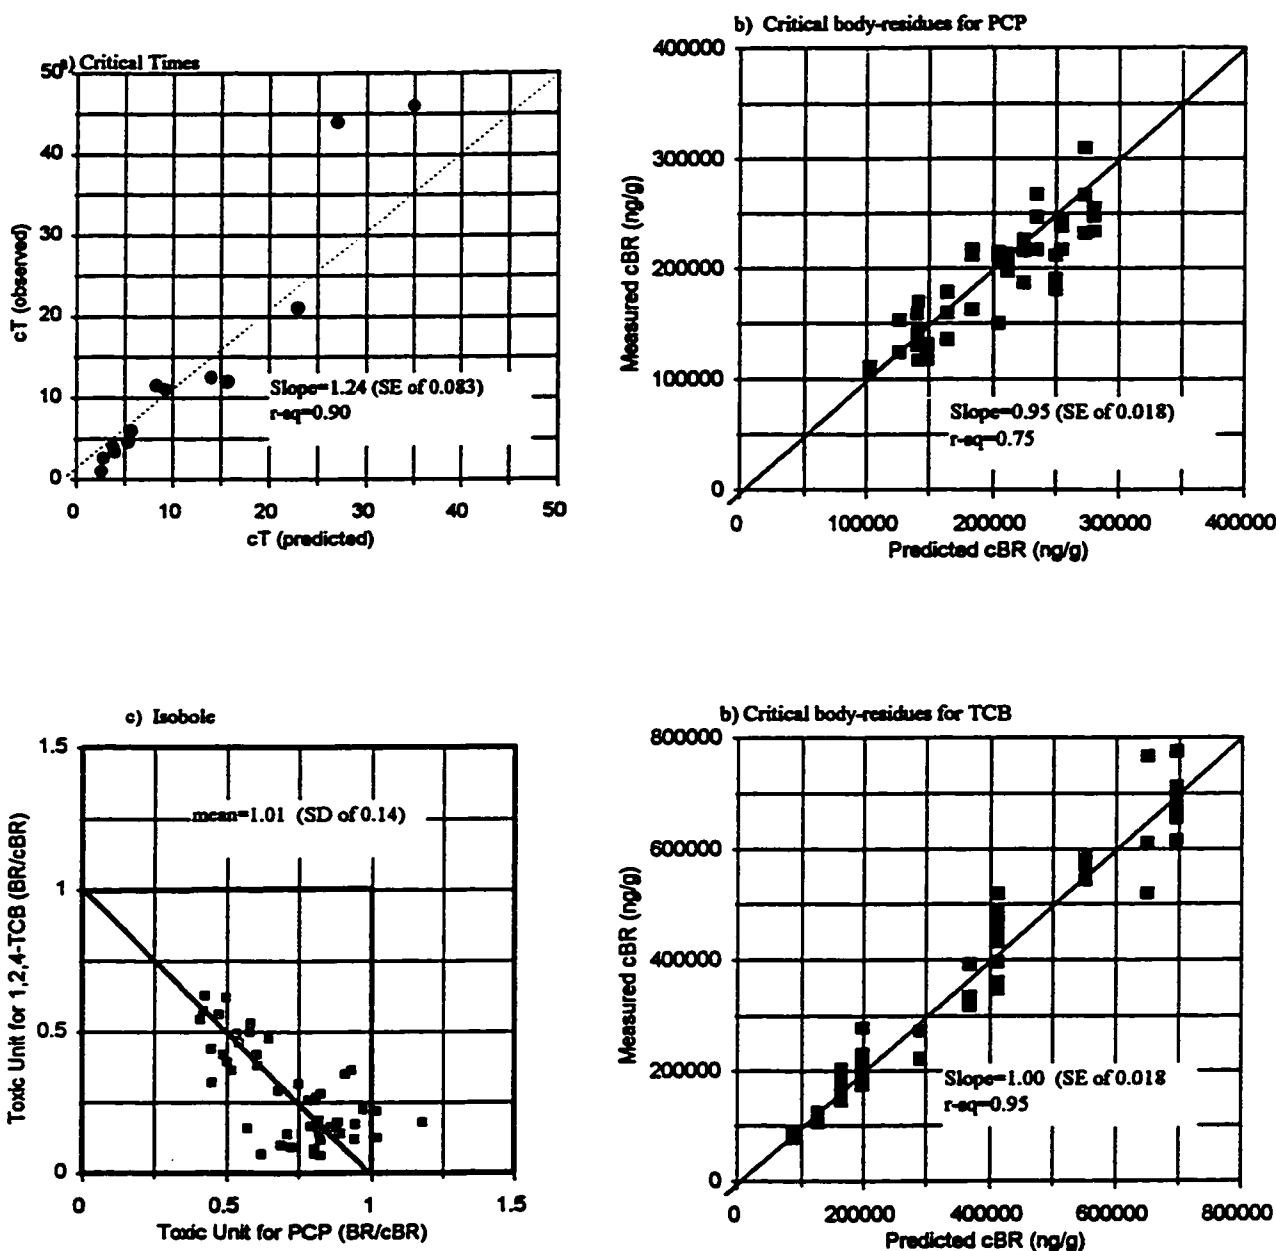 a) Critical Times
50
40
30
20
10
0
cT (observed)
Slope=1.24 (SE of 0.083)
r-sq=0.90
0 10 20 30 40 50
cT (predicted)
b) Critical body-residues for PCP
400000
300000
200000
100000
0
Measured cBR (ng/g)
Slope=0.95 (SE of 0.018)
r-sq=0.75
0 100000 200000 300000 400000
Predicted cBR (ng/g)
c) Isobole
1.5
1
0.5
0
Toxic Unit for 1,2,4-TCB (BR/cBR)
mean=1.01 (SD of 0.14)
0 0.5 1 1.5
Toxic Unit for PCP (BR/cBR)
b) Critical body-residues for TCB
800000
600000
400000
200000
0
Measured cBR (ng/g)
Slope=1.00 (SE of 0.018
r-sq=0.95
0 200000 400000 600000 800000
Predicted cBR (ng/g)